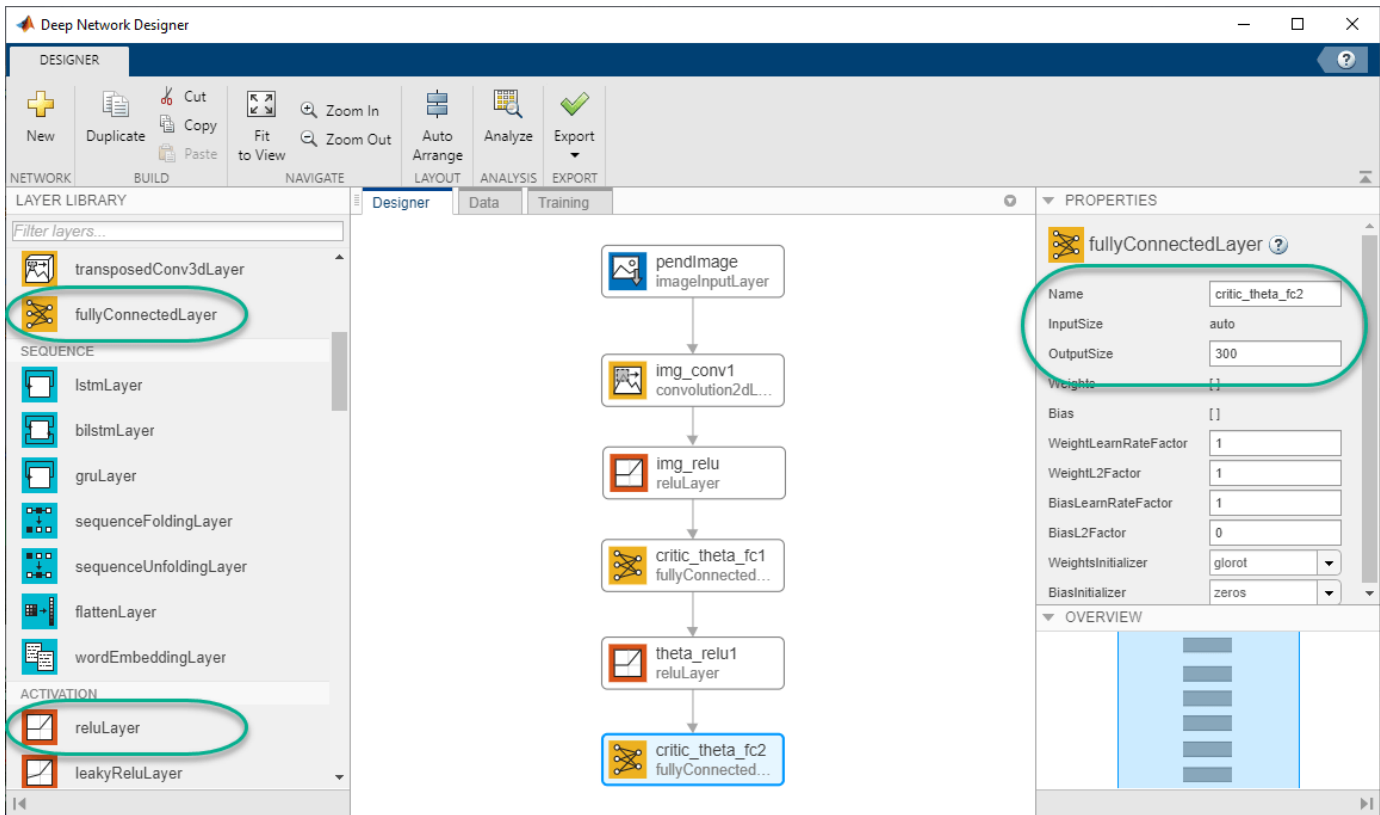 Deep Network Designer
DESIGNER
?
New
Duplicate
Cut
Copy
Paste
Fit
to View
Zoom In
Zoom Out
Auto
Arrange
Analyze
Export
NETWORK
BUILD
NAVIGATE
LAYOUT
ANALYSIS
EXPORT
LAYER LIBRARY
Filter layers...
transposedConv3dLayer
fullyConnectedLayer
SEQUENCE
lstmLayer
bilstmLayer
gruLayer
sequenceFoldingLayer
sequenceUnfoldingLayer
flattenLayer
wordEmbeddingLayer
ACTIVATION
reluLayer
leakyReluLayer
Designer
Data
Training
pendImage
imageInputLayer
img_conv1
convolution2dL...
img_relu
reluLayer
critic_theta_fc1
fullyConnected...
theta_relu1
reluLayer
critic_theta_fc2
fullyConnected...
PROPERTIES
fullyConnectedLayer ?
Name critic_theta_fc2
InputSize auto
OutputSize 300
Weights [ ]
Bias [ ]
WeightLearnRateFactor 1
WeightL2Factor 1
BiasLearnRateFactor 1
BiasL2Factor 0
WeightsInitializer glorot
BiasInitializer zeros
OVERVIEW